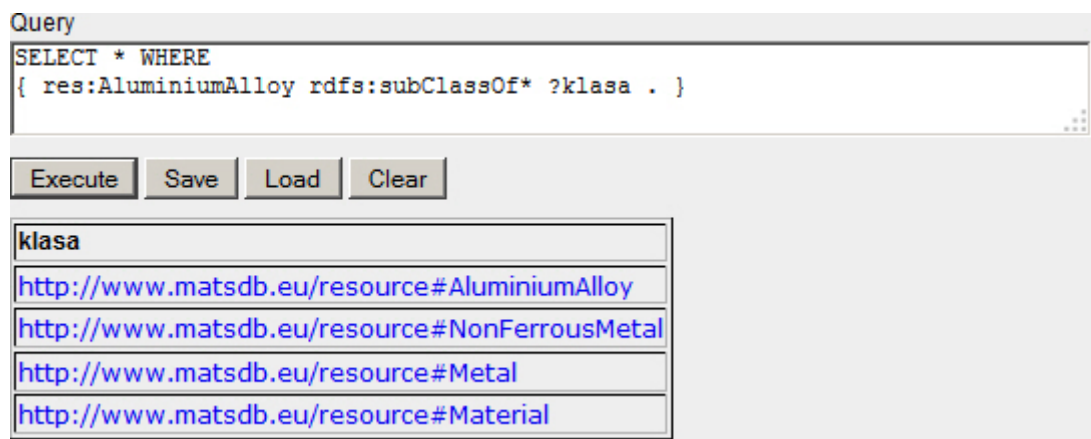 Query
SELECT * WHERE
{ res:AluminiumAlloy rdfs:subClassOf* ?klasa . }
Execute Save Load Clear
klasa
http://www.matsdb.eu/resource#AluminiumAlloy
http://www.matsdb.eu/resource#NonFerrousMetal
http://www.matsdb.eu/resource#Metal
http://www.matsdb.eu/resource#Material